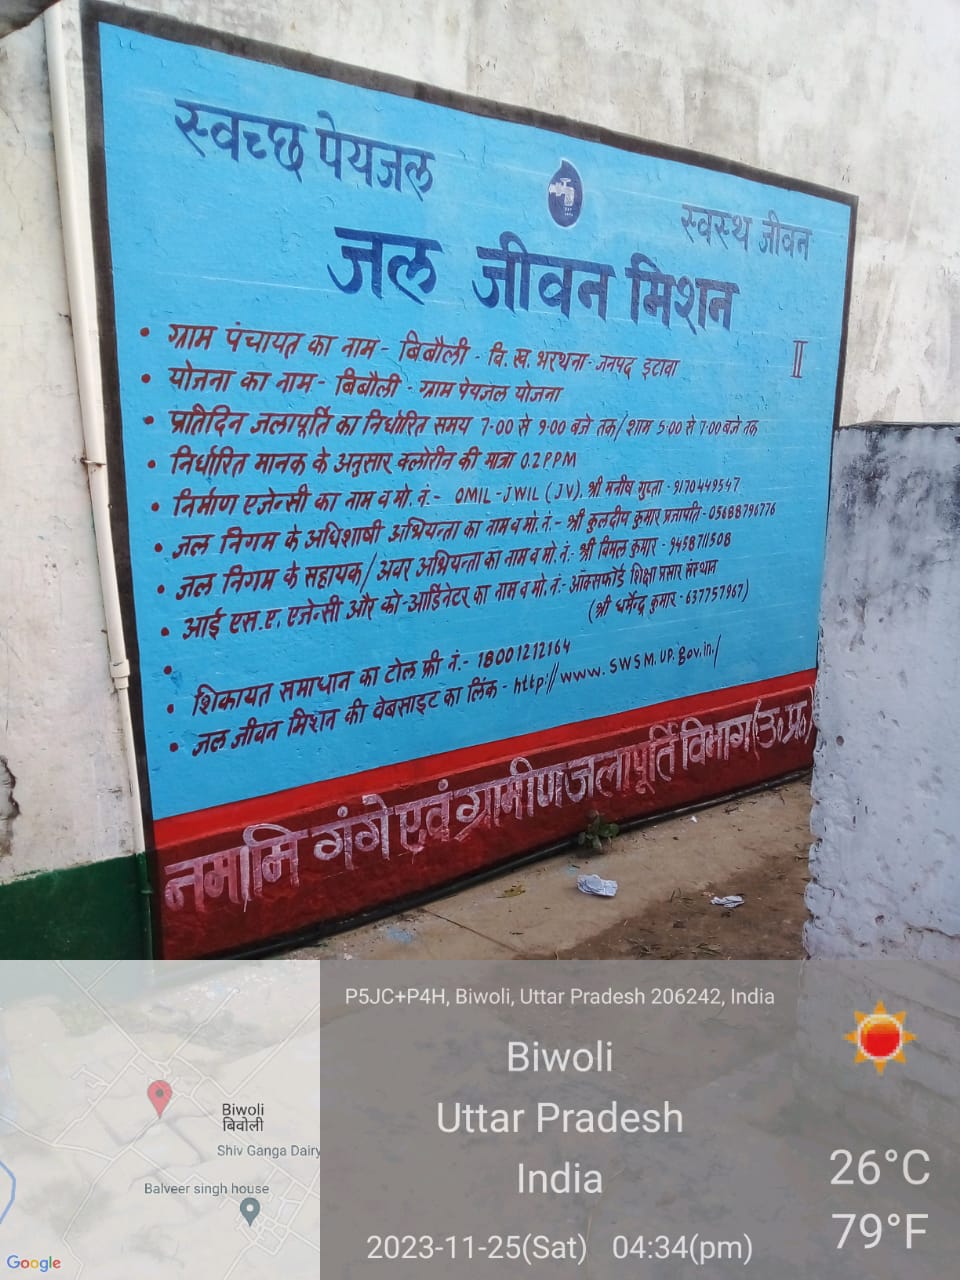 स्वच्छ पेयजल
स्वस्थ जीवन
जल जीवन मिशन
II
• ग्राम पंचायत का नाम - बिबौली - वि. ख. भरथना - जनपद इटावा
• योजना का नाम - बिबौली - ग्राम पेयजल योजना
• प्रतिदिन जलापूर्ति का निर्धारित समय 7:00 से 9:00 बजे तक/शाम 5:00 से 7:00 बजे तक
• निर्धारित मानक के अनुसार क्लोरीन की मात्रा 0.2 PPM
• निर्माण एजेन्सी का नाम व मो. नं.- OMIL-JWIL (JV), श्री मनीष गुप्ता - 9170449547
• जल निगम के अधिशाषी अभियन्ता का नाम व मो. नं.- श्री कुलदीप कुमार प्रजापति - 05688796776
• जल निगम के सहायक/अवर अभियन्ता का नाम व मो. नं.- श्री विमल कुमार - 9458711508
• आई एस.ए. एजेन्सी और को-आर्डिनेटर का नाम व मो. नं.- ऑक्सफोर्ड शिक्षा प्रसार संस्थान
• (श्री धर्मेन्द्र कुमार - 637757967)
• शिकायत समाधान का टोल फ्री नं.- 18001212164
• जल जीवन मिशन की वेबसाइट का लिंक - http://www.swsm.up.gov.in/
नमामि गंगे एवं ग्रामीण जलापूर्ति विभाग (उ०प्र०)
P5JC+P4H, Biwoli, Uttar Pradesh 206242, India
Biwoli
Uttar Pradesh
India
2023-11-25(Sat) 04:34(pm)
26°C
79°F
Biwoli
बिवोली
Shiv Ganga Dairy
Balveer singh house
Google